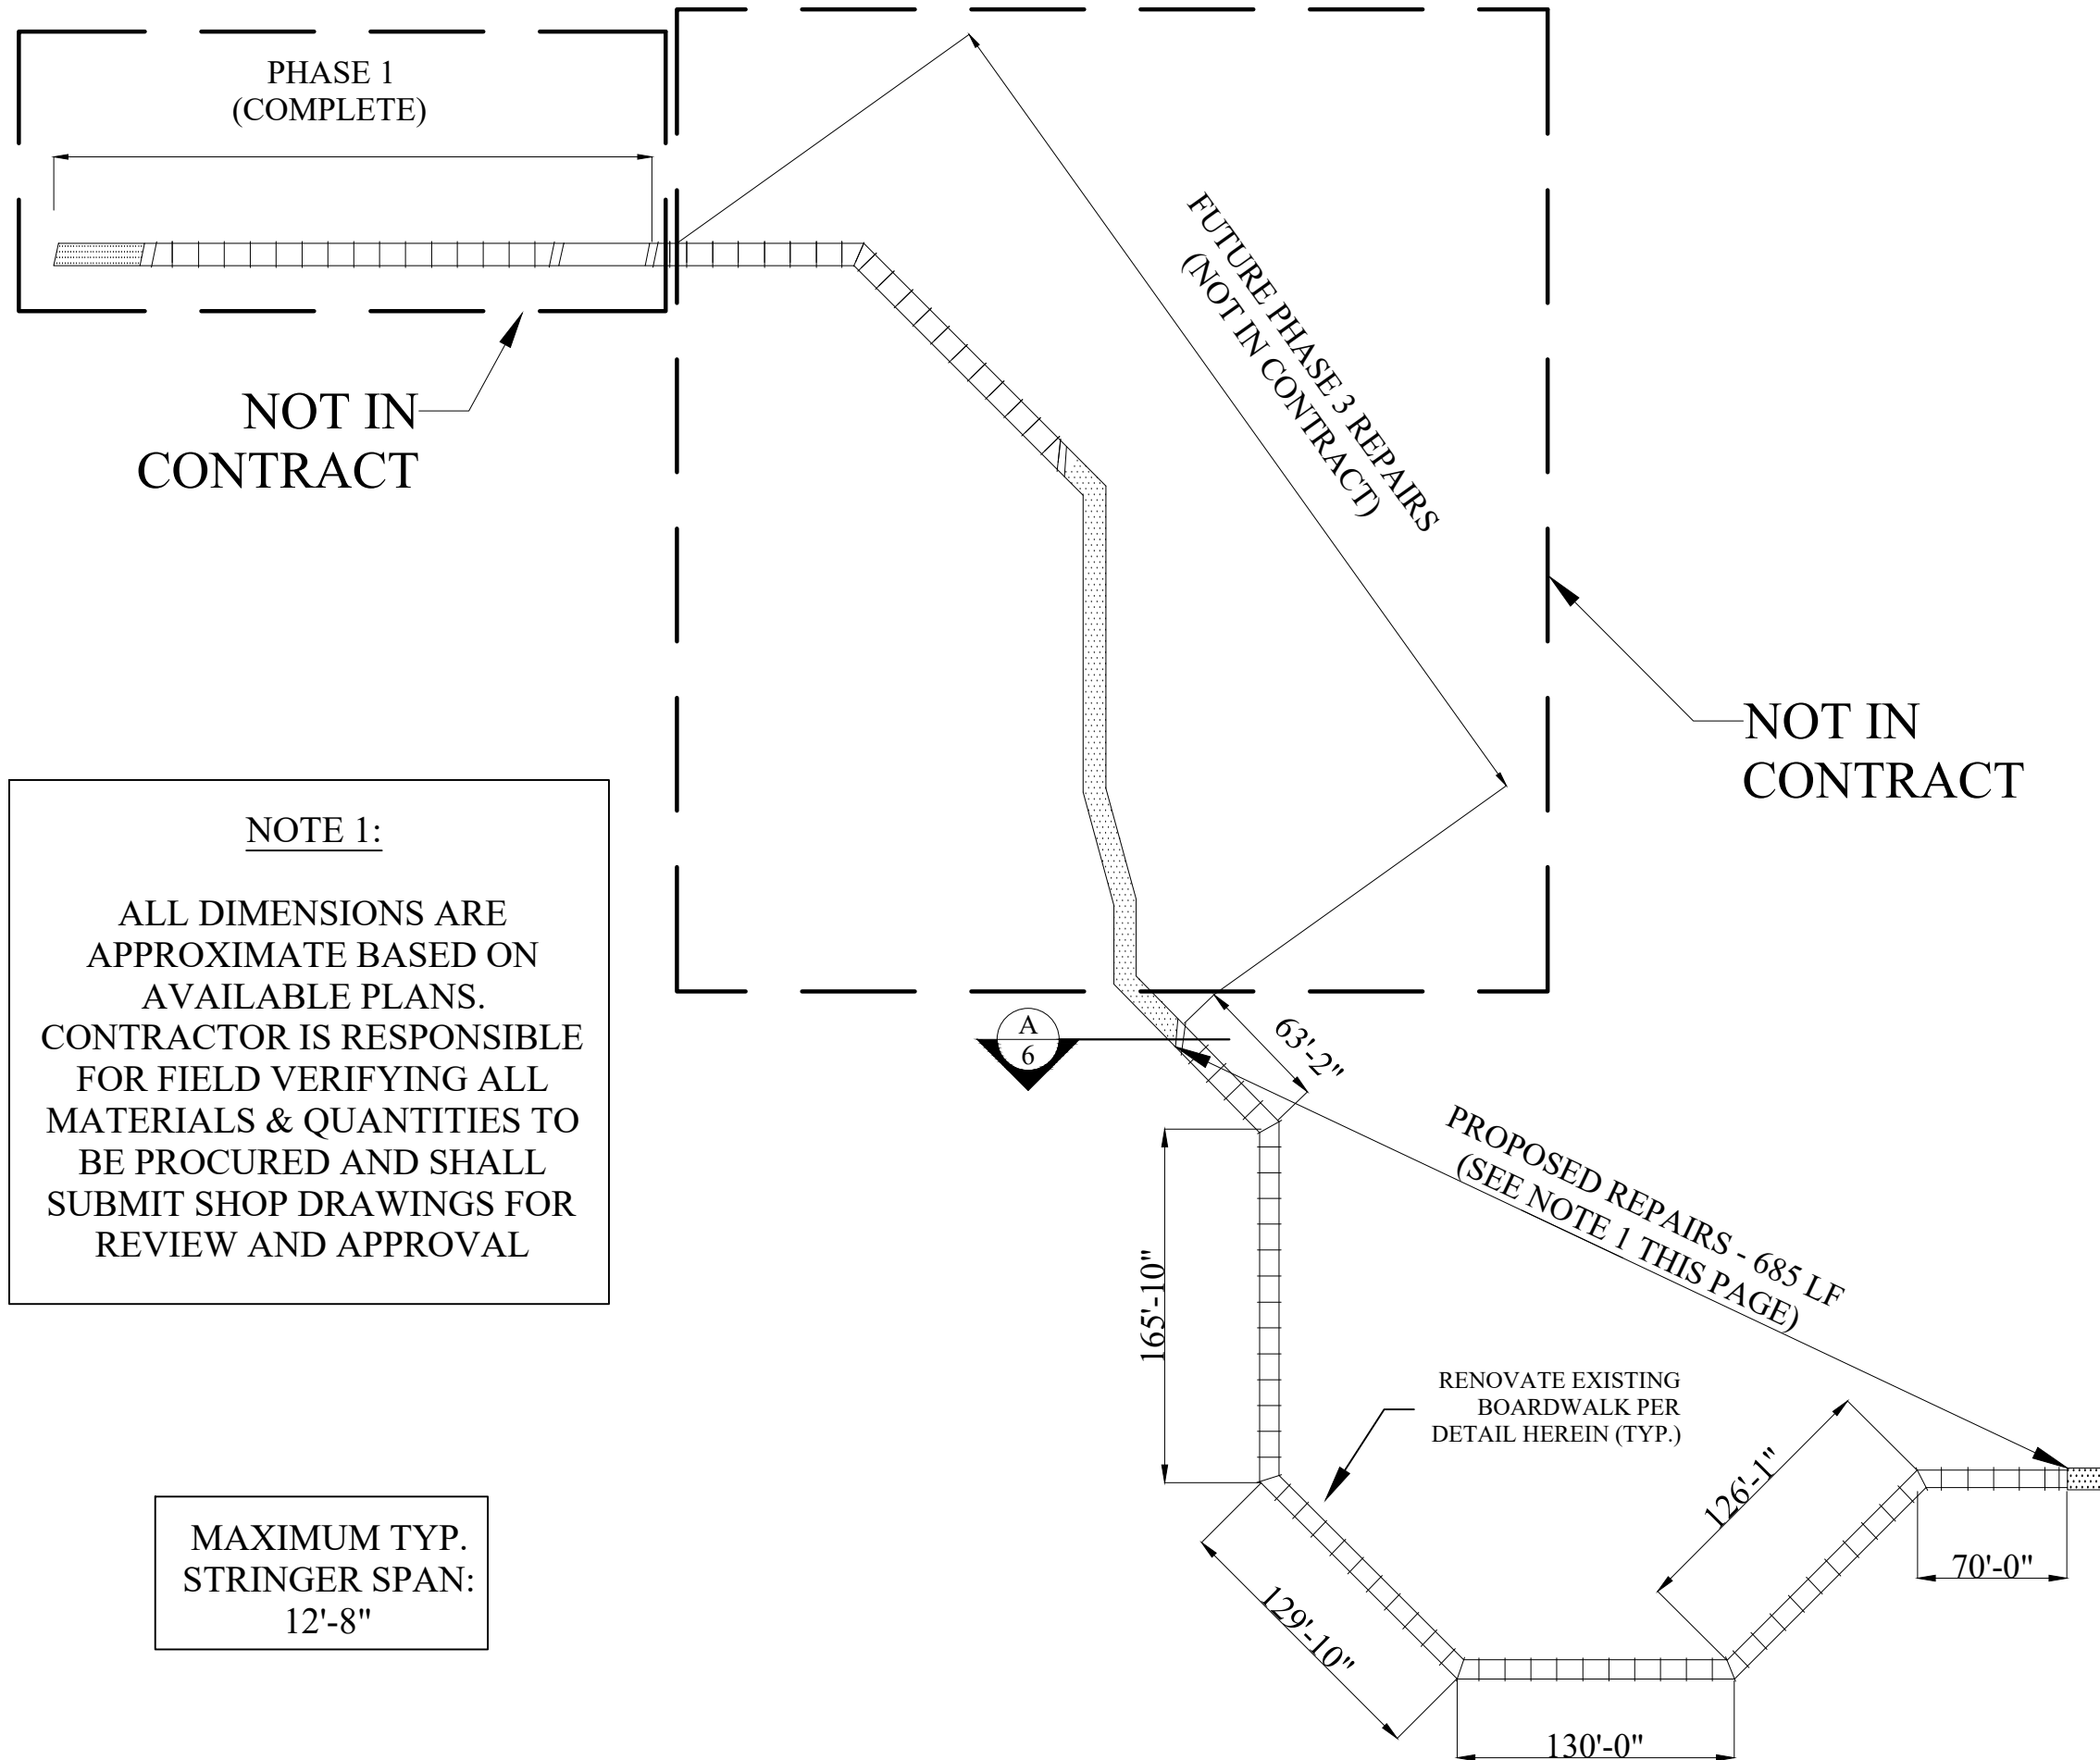 PHASE 1
(COMPLETE)
NOT IN
CONTRACT
FUTURE PHASE 3 REPAIRS
(NOT IN CONTRACT)
NOT IN
CONTRACT
NOTE 1:
ALL DIMENSIONS ARE
APPROXIMATE BASED ON
AVAILABLE PLANS.
CONTRACTOR IS RESPONSIBLE
FOR FIELD VERIFYING ALL
MATERIALS & QUANTITIES TO
BE PROCURED AND SHALL
SUBMIT SHOP DRAWINGS FOR
REVIEW AND APPROVAL
A
6
63'-2"
PROPOSED REPAIRS - 685 LF
(SEE NOTE 1 THIS PAGE)
165'-10"
RENOVATE EXISTING
BOARDWALK PER
DETAIL HEREIN (TYP.)
126'-1"
70'-0"
129'-10"
130'-0"
MAXIMUM TYP.
STRINGER SPAN:
12'-8"